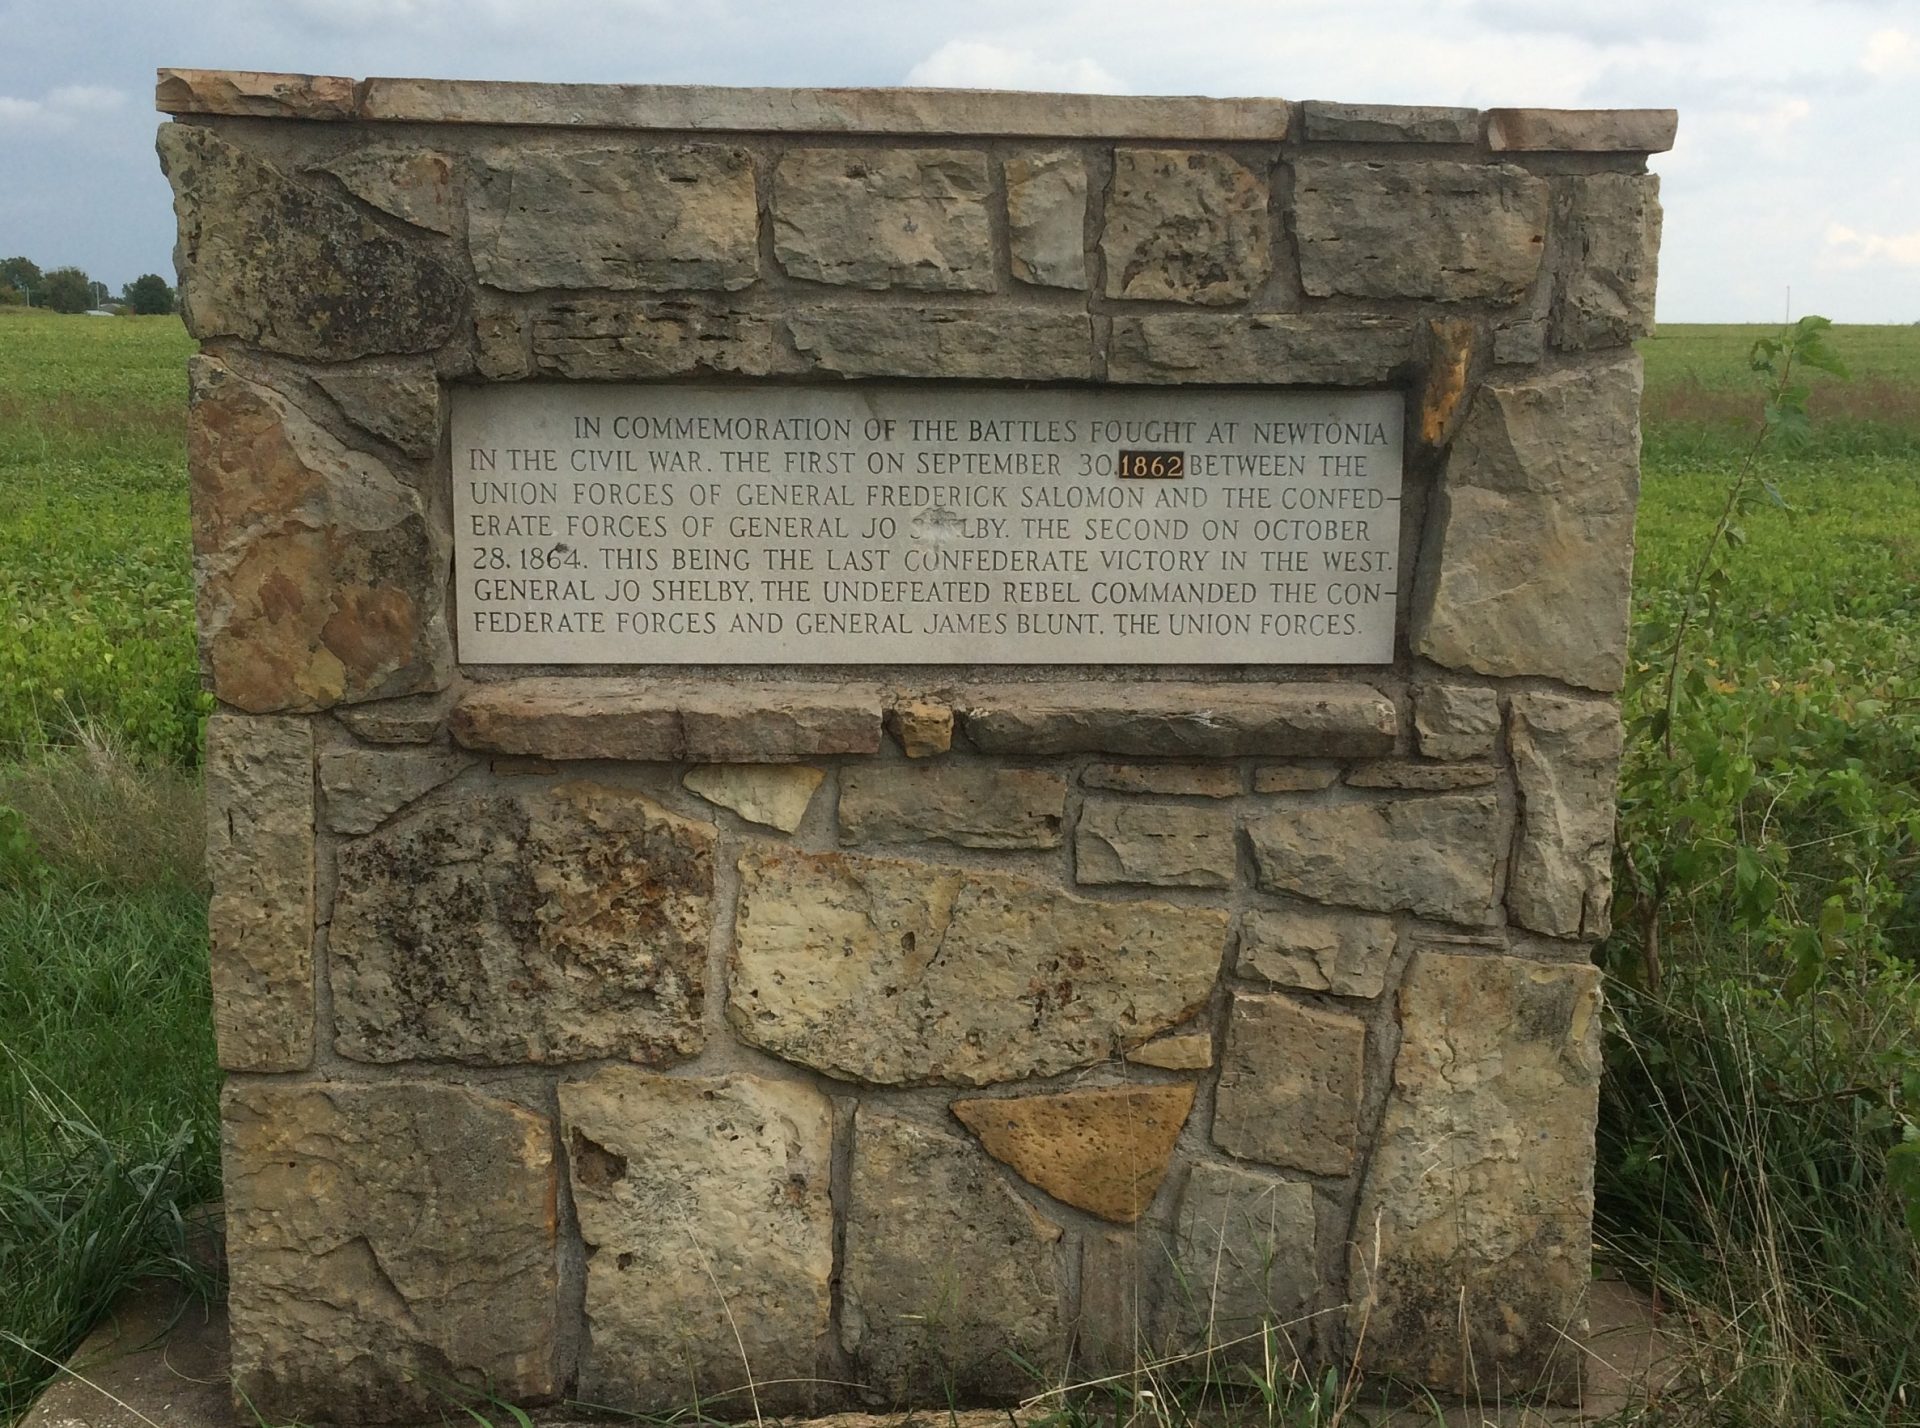 IN COMMEMORATION OF THE BATTLES FOUGHT AT NEWTONIA
IN THE CIVIL WAR. THE FIRST ON SEPTEMBER 30, 1862 BETWEEN THE
UNION FORCES OF GENERAL FREDERICK SALOMON AND THE CONFED-
ERATE FORCES OF GENERAL JO SHELBY. THE SECOND ON OCTOBER
28, 1864. THIS BEING THE LAST CONFEDERATE VICTORY IN THE WEST.
GENERAL JO SHELBY, THE UNDEFEATED REBEL COMMANDED THE CON-
FEDERATE FORCES AND GENERAL JAMES BLUNT, THE UNION FORCES.